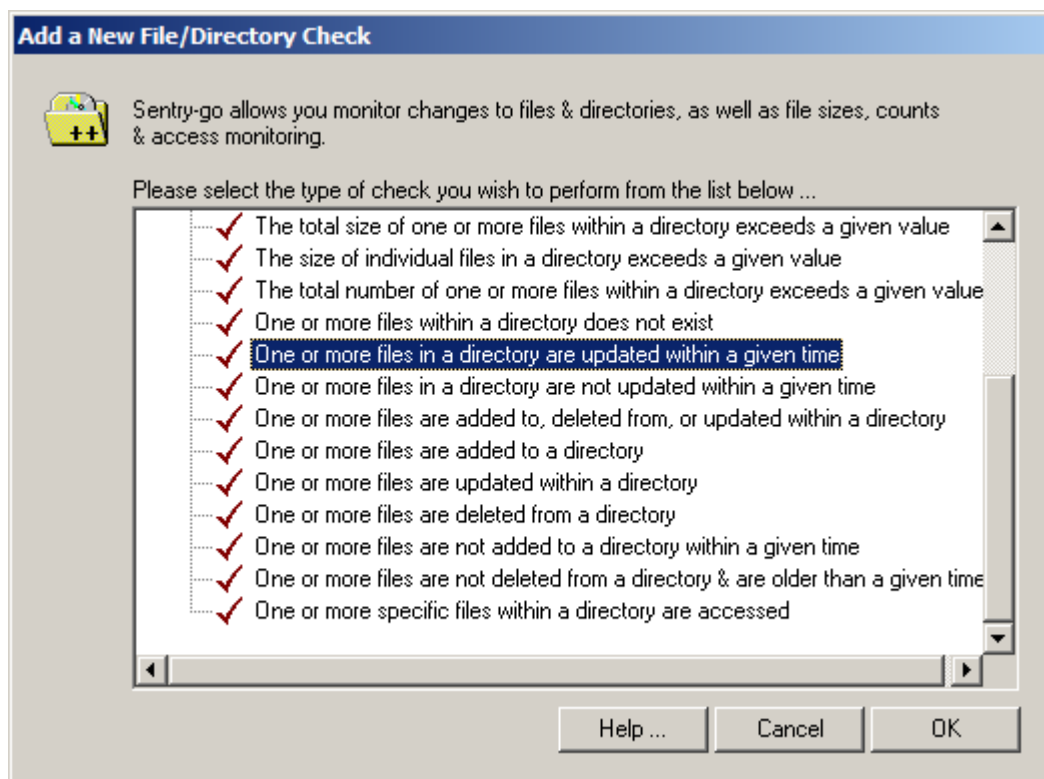 Add a New File/Directory Check
Sentry-go allows you monitor changes to files & directories, as well as file sizes, counts
& access monitoring.
Please select the type of check you wish to perform from the list below ...
The total size of one or more files within a directory exceeds a given value
The size of individual files in a directory exceeds a given value
The total number of one or more files within a directory exceeds a given value
One or more files within a directory does not exist
One or more files in a directory are updated within a given time
One or more files in a directory are not updated within a given time
One or more files are added to, deleted from, or updated within a directory
One or more files are added to a directory
One or more files are updated within a directory
One or more files are deleted from a directory
One or more files are not added to a directory within a given time
One or more files are not deleted from a directory & are older than a given time
One or more specific files within a directory are accessed
Help ... Cancel OK